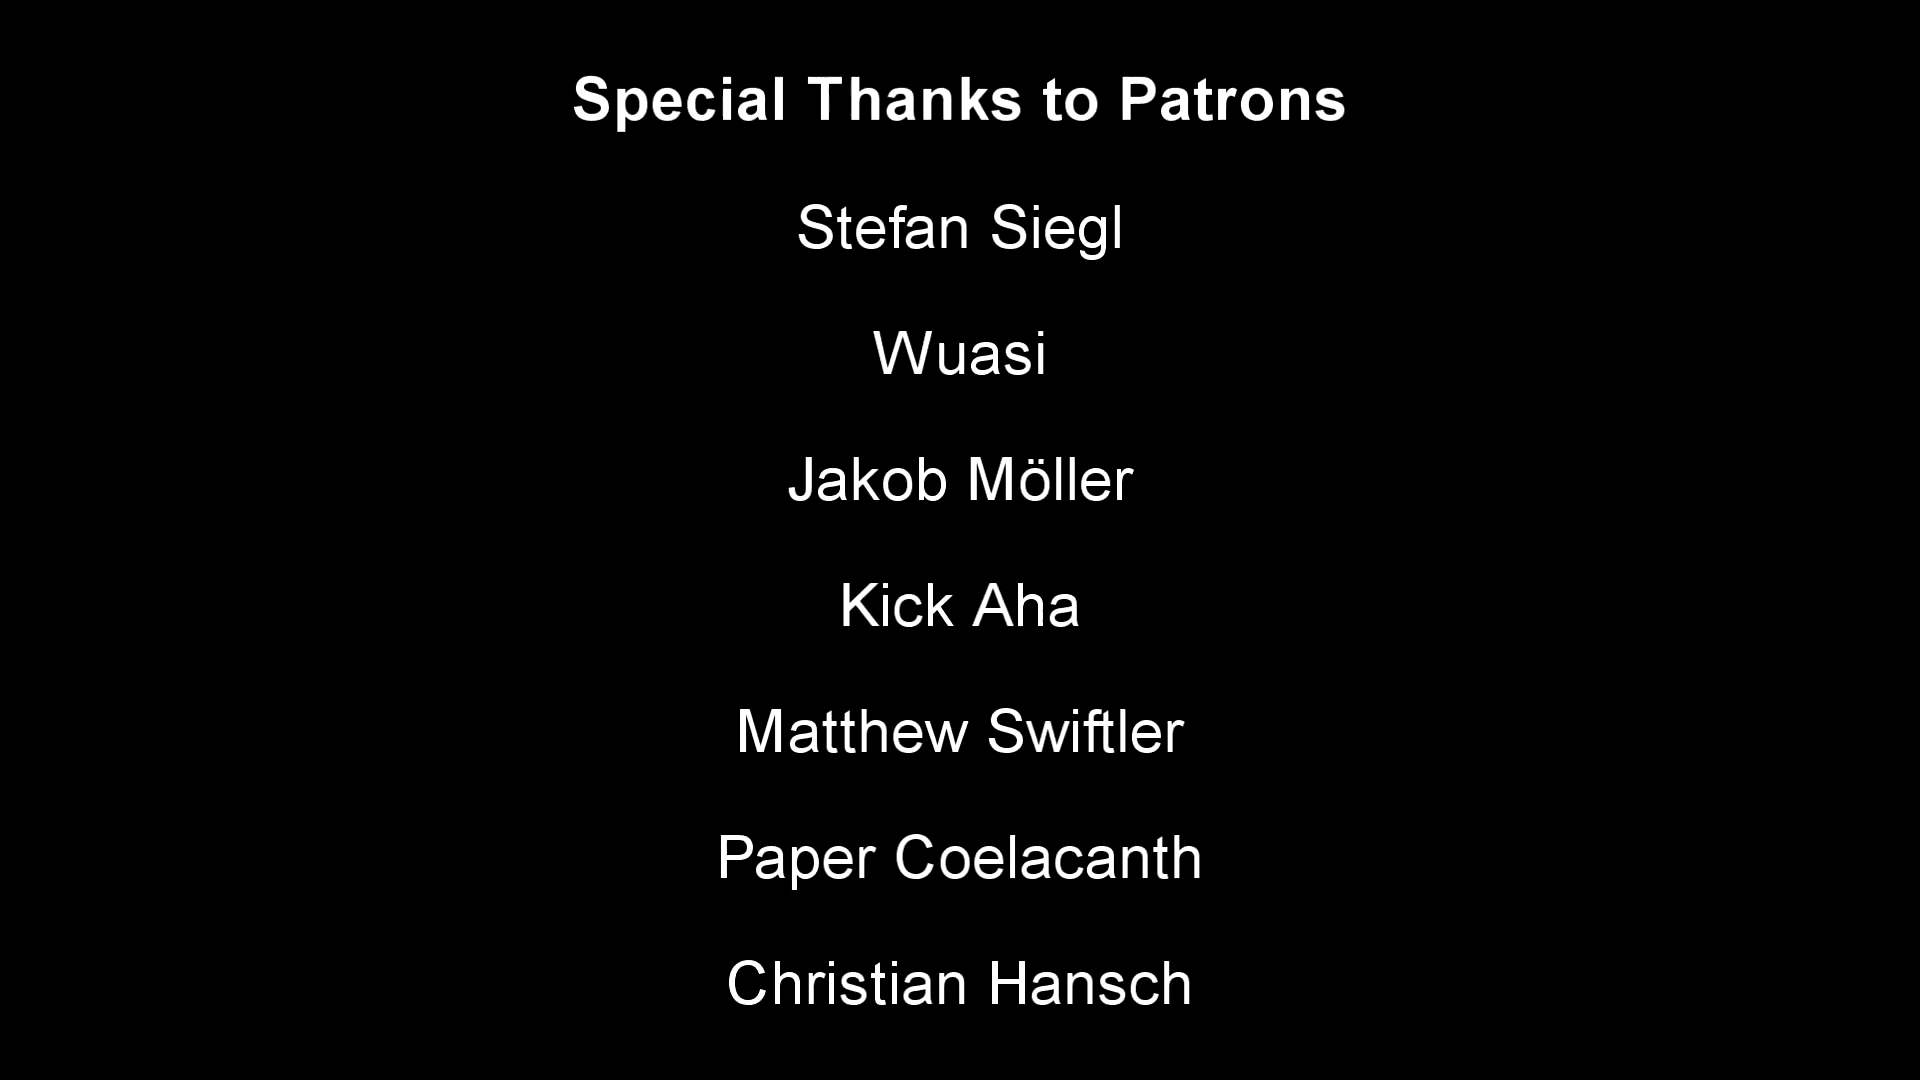 Special Thanks to Patrons
Stefan Siegl
Wuasi
Jakob Möller
Kick Aha
Matthew Swiftler
Paper Coelacanth
Christian Hansch